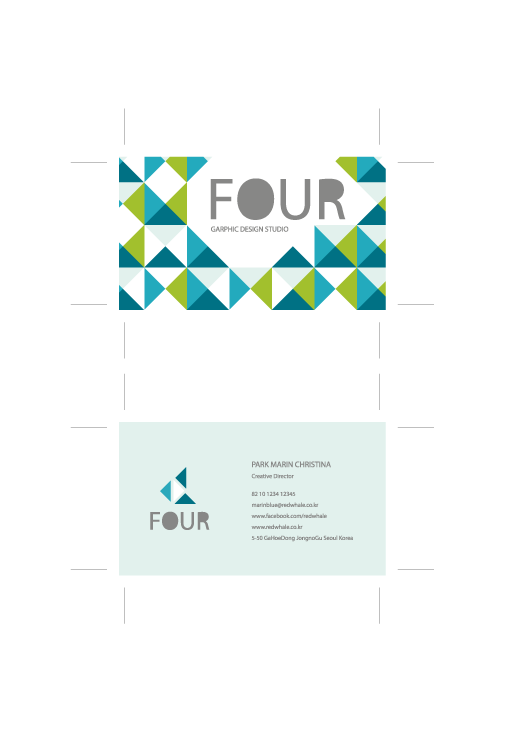 FOUR
GARPHIC DESIGN STUDIO
PARK MARIN CHRISTINA
Creative Director
82 10 1234 12345
marinblue@redwhale.co.kr
www.facebook.com/redwhale
www.redwhale.co.kr
5-50 GaHoeDong JongnoGu Seoul Korea
FOUR